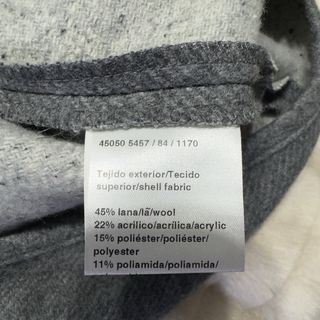 45050 5457 / 84 / 1170
Tejido exterior/Tecido
superior/shell fabric
45% lana/lã/wool
22% acrilico/acrílica/acrylic
15% poliéster/poliéster/
polyester
11% poliamida/poliamida/